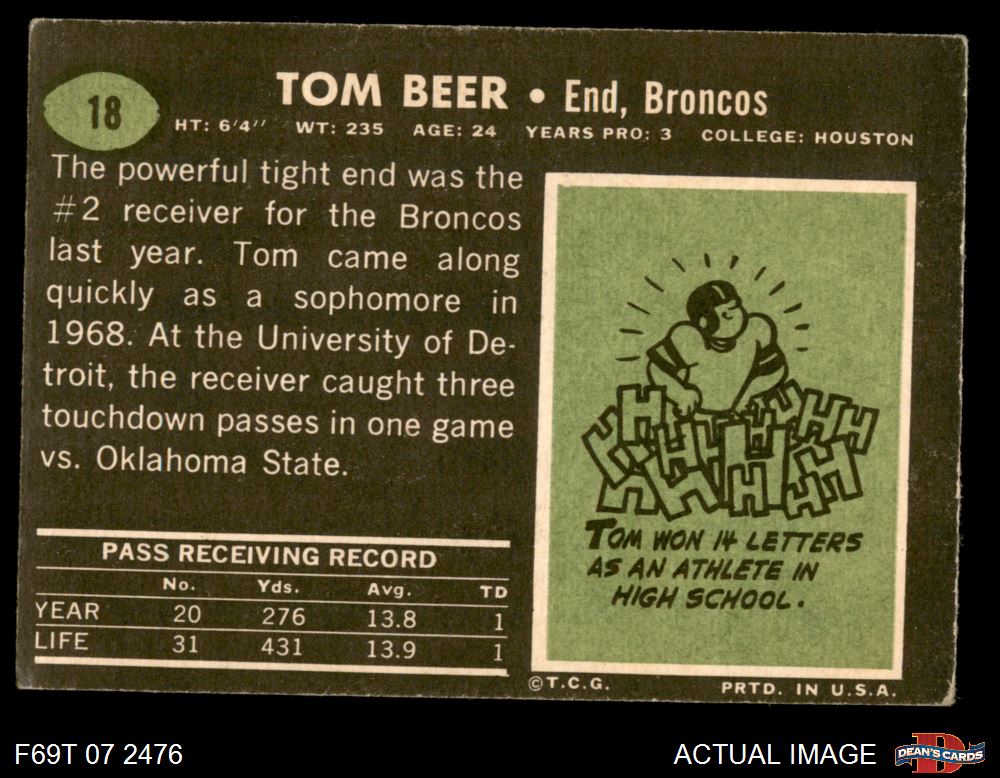 18
TOM BEER • End, Broncos
HT: 6'4" WT: 235 AGE: 24 YEARS PRO: 3 COLLEGE: HOUSTON
The powerful tight end was the
#2 receiver for the Broncos
last year. Tom came along
quickly as a sophomore in
1968. At the University of De-
troit, the receiver caught three
touchdown passes in one game
vs. Oklahoma State.
PASS RECEIVING RECORD
No. Yds. Avg. TD
YEAR 20 276 13.8 1
LIFE 31 431 13.9 1
H H H H H H H H H H H H H H
TOM WON 14 LETTERS
AS AN ATHLETE IN
HIGH SCHOOL.
©T.C.G. PRTD. IN U.S.A.
F69T 07 2476
ACTUAL IMAGE
D
DEAN'S CARDS